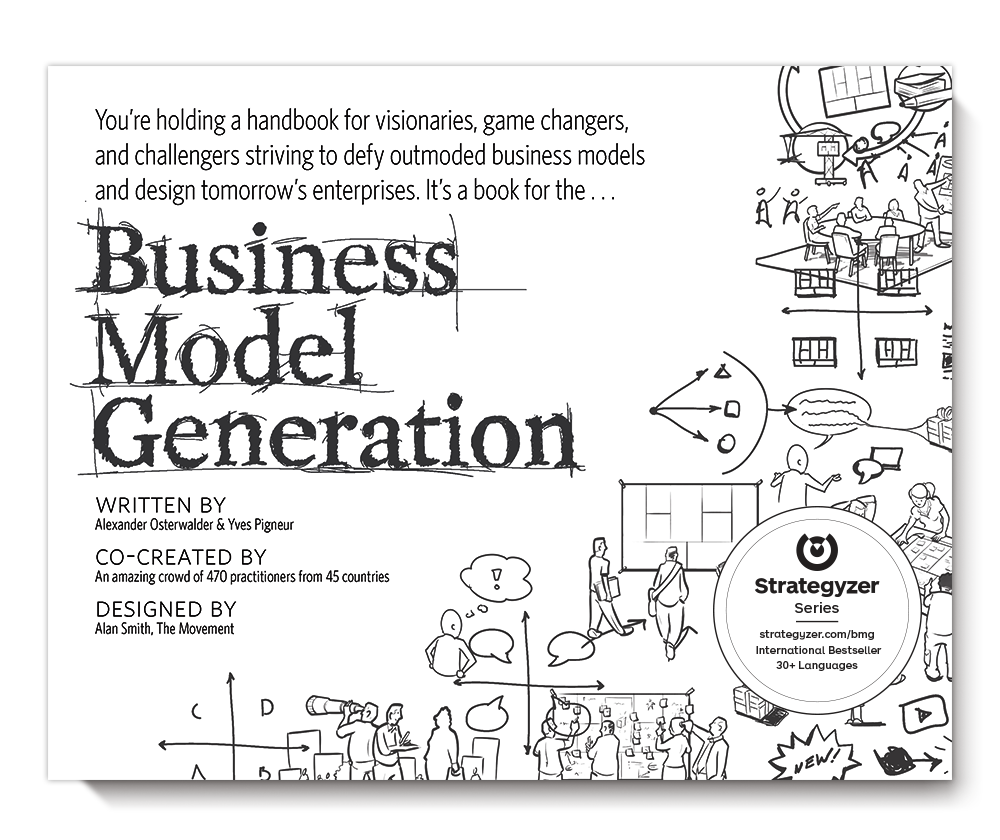 You're holding a handbook for visionaries, game changers,
and challengers striving to defy outmoded business models
and design tomorrow's enterprises. It's a book for the . . .
Business
Model
Generation
WRITTEN BY
Alexander Osterwalder & Yves Pigneur
CO-CREATED BY
An amazing crowd of 470 practitioners from 45 countries
DESIGNED BY
Alan Smith, The Movement
Strategyzer
Series
strategyzer.com/bmg
International Bestseller
30+ Languages
!
C D
A B
NEW!